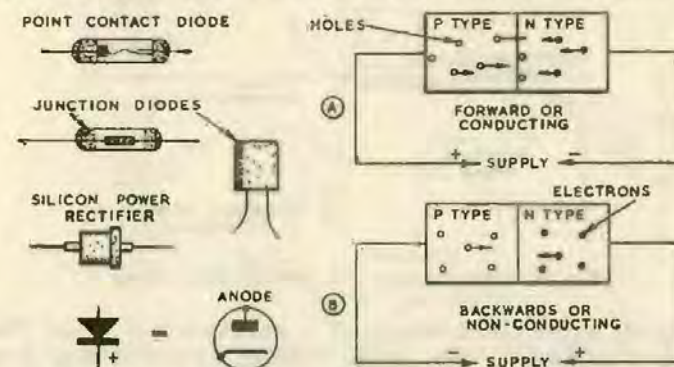 POINT CONTACT DIODE
JUNCTION DIODES
SILICON POWER
RECTIFIER
ANODE
+
HOLES
P TYPE N TYPE
A
FORWARD OR
CONDUCTING
+ SUPPLY −
ELECTRONS
P TYPE N TYPE
B
BACKWARDS OR
NON-CONDUCTING
− SUPPLY +